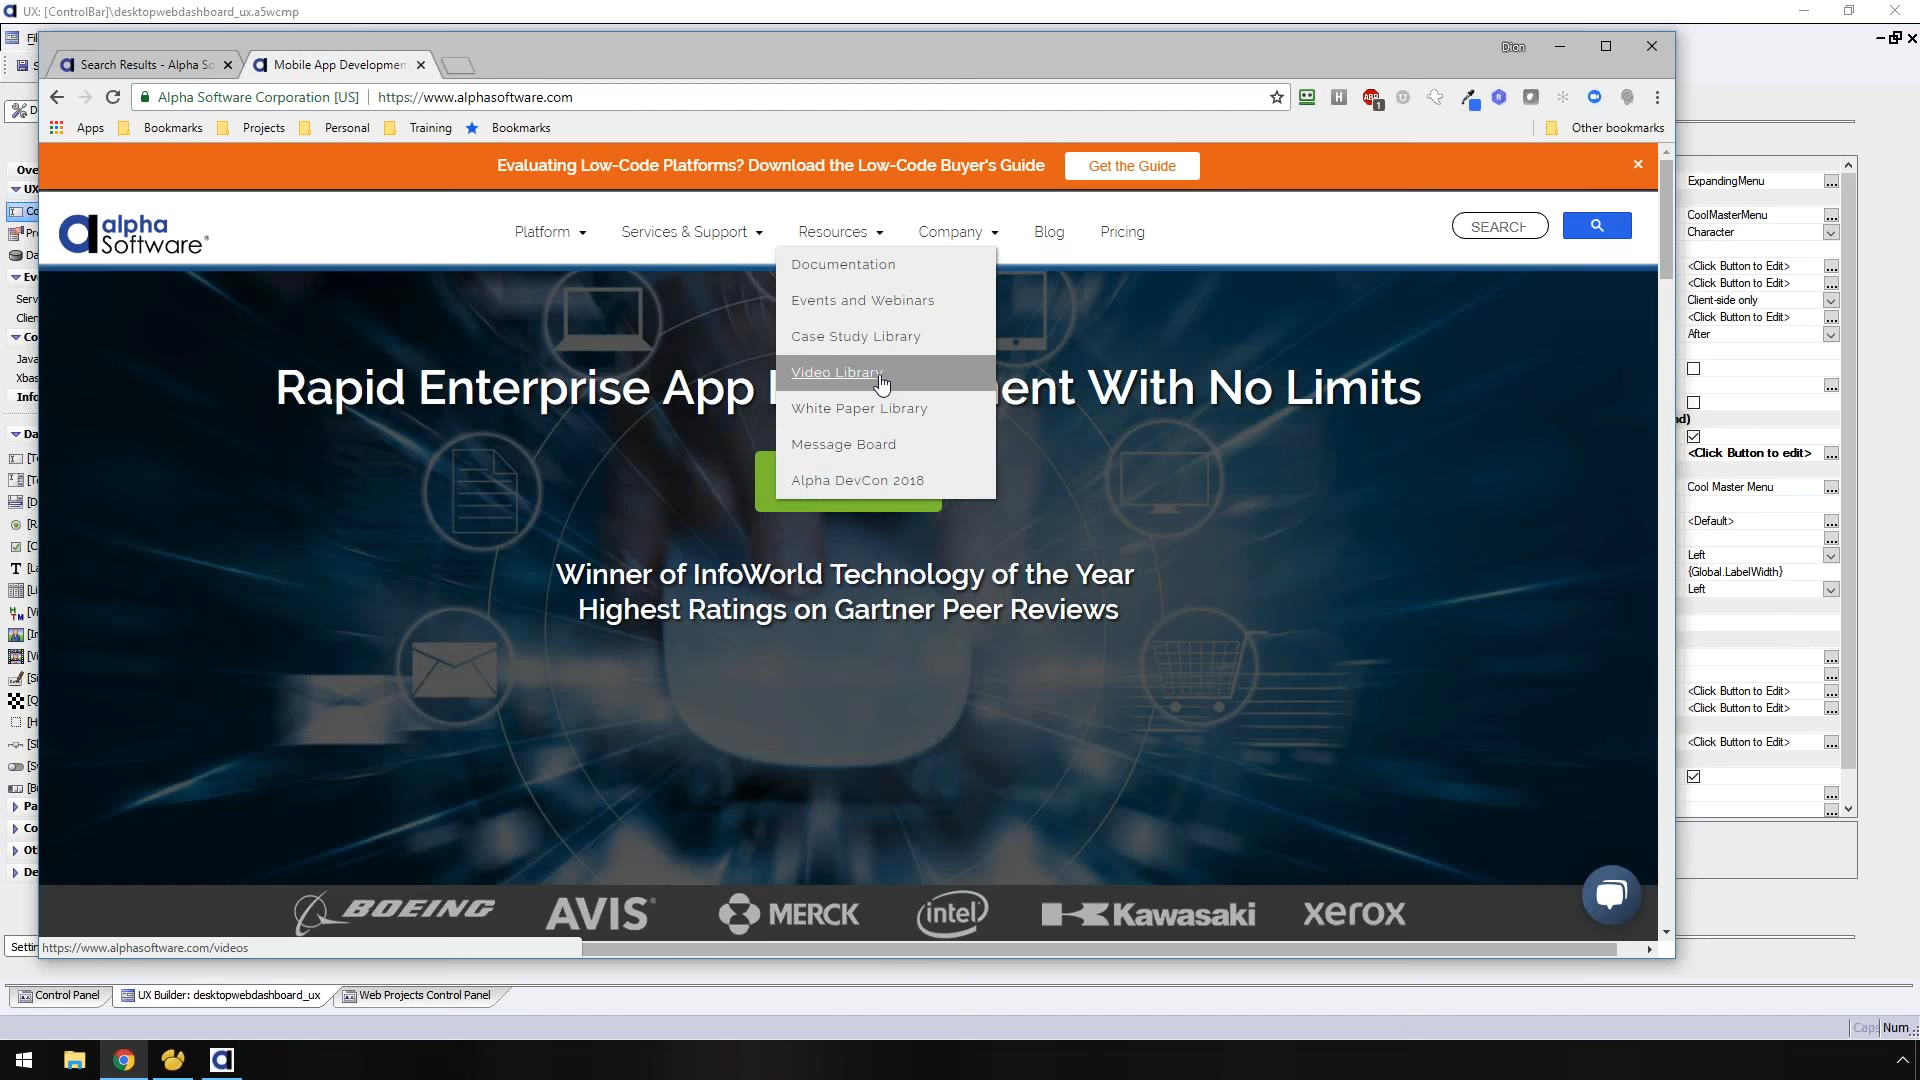 UX: [ControlBar]\desktopwebdashboard_ux.a5wcmp
Dion
Search Results - Alpha So
Mobile App Developmen
Alpha Software Corporation [US]
https://www.alphasoftware.com
Apps
Bookmarks
Projects
Personal
Training
Bookmarks
Other bookmarks
Evaluating Low-Code Platforms? Download the Low-Code Buyer's Guide
Get the Guide
alpha
Software
Platform
Services & Support
Resources
Company
Blog
Pricing
SEARCH
Documentation
Events and Webinars
Case Study Library
Video Library
White Paper Library
Message Board
Alpha DevCon 2018
Rapid Enterprise App
ent With No Limits
Winner of InfoWorld Technology of the Year
Highest Ratings on Gartner Peer Reviews
BOEING
AVIS
MERCK
intel
Kawasaki
xerox
https://www.alphasoftware.com/videos
ExpandingMenu
CoolMasterMenu
Character
<Click Button to Edit>
<Click Button to Edit>
Client-side only
<Click Button to Edit>
After
<Click Button to edit>
Cool Master Menu
<Default>
Left
{Global.LabelWidth}
Left
<Click Button to Edit>
<Click Button to Edit>
<Click Button to Edit>
Control Panel
UX Builder: desktopwebdashboard_ux
Web Projects Control Panel
Caps
Num